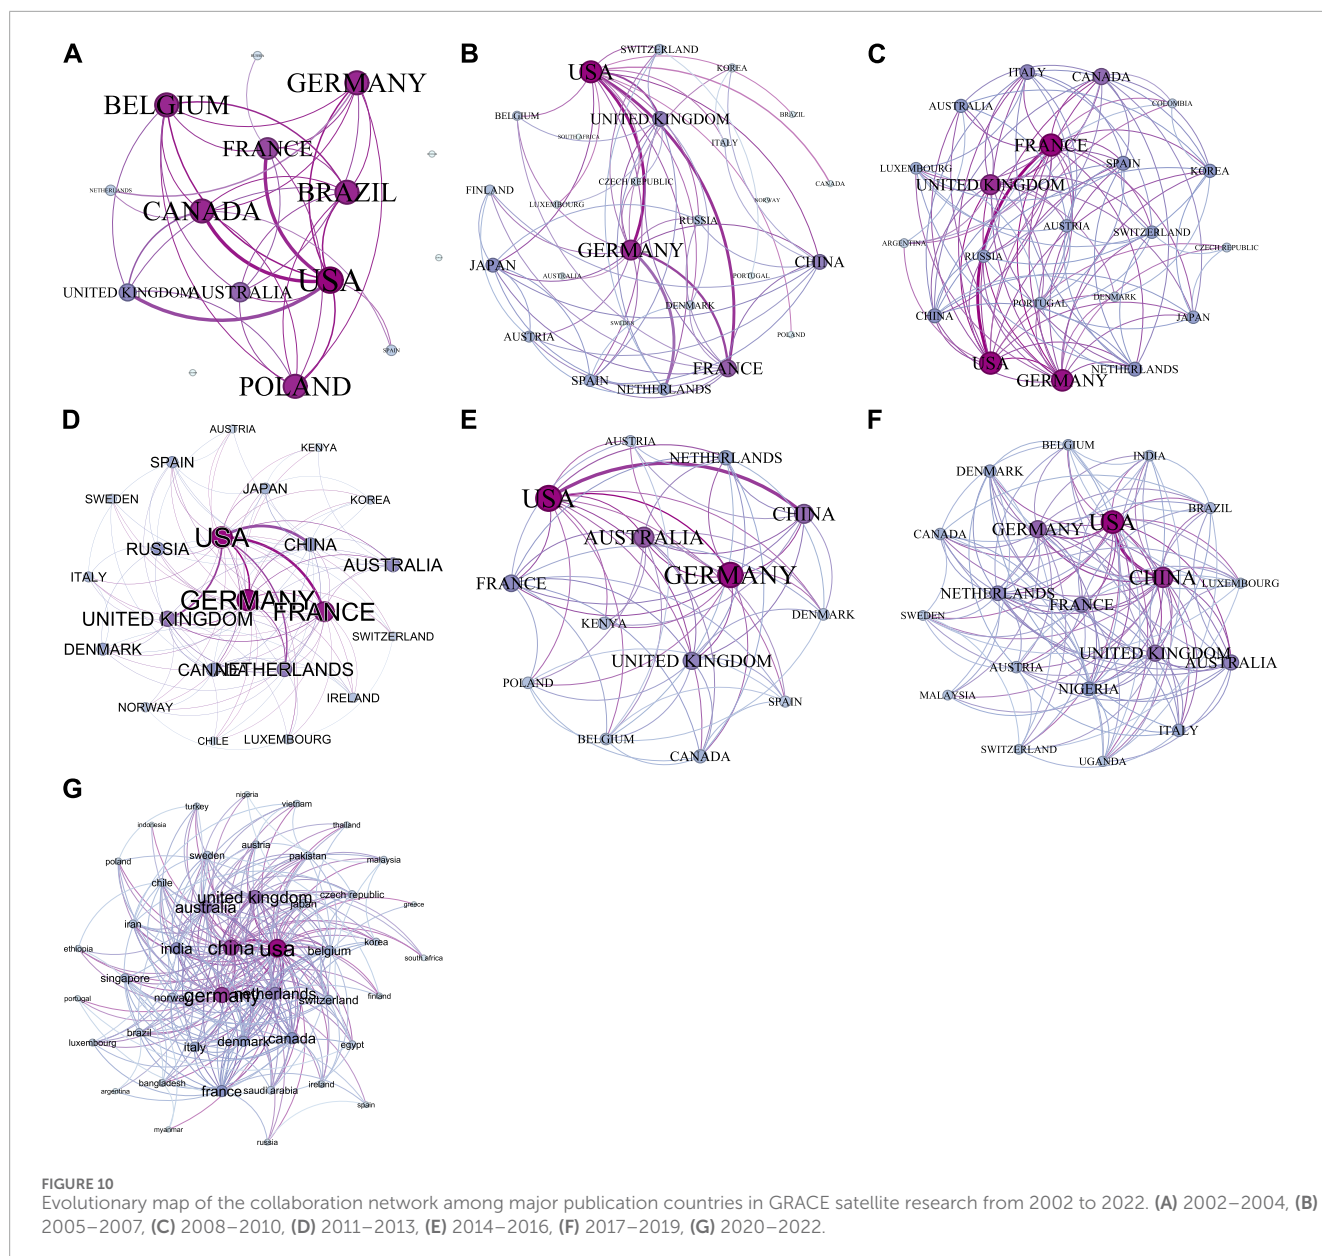 A
RUSSIA
GERMANY
BELGIUM
FRANCE
NETHERLANDS
BRAZIL
CANADA
USA
UNITED KINGDOM
AUSTRALIA
SPAIN
POLAND
B
SWITZERLAND
USA
KOREA
BELGIUM
UNITED KINGDOM
BRAZIL
SOUTH AFRICA
ITALY
CZECH REPUBLIC
CANADA
FINLAND
LUXEMBOURG
NORWAY
RUSSIA
GERMANY
JAPAN
CHINA
AUSTRALIA
PORTUGAL
DENMARK
SWEDEN
AUSTRIA
POLAND
FRANCE
SPAIN
NETHERLANDS
C
ITALY
CANADA
AUSTRALIA
COLOMBIA
FRANCE
LUXEMBOURG
SPAIN
KOREA
UNITED KINGDOM
AUSTRIA
SWITZERLAND
ARGENTINA
CZECH REPUBLIC
RUSSIA
PORTUGAL
DENMARK
CHINA
JAPAN
USA
NETHERLANDS
GERMANY
D
AUSTRIA
KENYA
SPAIN
JAPAN
SWEDEN
KOREA
USA
RUSSIA
CHINA
AUSTRALIA
ITALY
GERMANY
FRANCE
UNITED KINGDOM
SWITZERLAND
DENMARK
CANADA
NETHERLANDS
NORWAY
IRELAND
CHILE
LUXEMBOURG
E
AUSTRIA
NETHERLANDS
USA
CHINA
AUSTRALIA
GERMANY
FRANCE
KENYA
DENMARK
UNITED KINGDOM
POLAND
SPAIN
BELGIUM
CANADA
F
BELGIUM
INDIA
DENMARK
BRAZIL
USA
GERMANY
CANADA
CHINA
LUXEMBOURG
NETHERLANDS
FRANCE
SWEDEN
UNITED KINGDOM
AUSTRALIA
AUSTRIA
NIGERIA
MALAYSIA
ITALY
SWITZERLAND
UGANDA
G
nigeria
turkey
vietnam
indonesia
thailand
austria
poland
sweden
pakistan
malaysia
chile
united kingdom
czech republic
australia
japan
greece
iran
korea
ethiopia
india
china
usa
belgium
south africa
singapore
portugal
norway
germany
netherlands
switzerland
finland
brazil
luxembourg
italy
denmark
canada
egypt
argentina
bangladesh
france
saudi arabia
ireland
spain
myanmar
russia
FIGURE 10
Evolutionary map of the collaboration network among major publication countries in GRACE satellite research from 2002 to 2022. (A) 2002–2004, (B)
2005–2007, (C) 2008–2010, (D) 2011–2013, (E) 2014–2016, (F) 2017–2019, (G) 2020–2022.